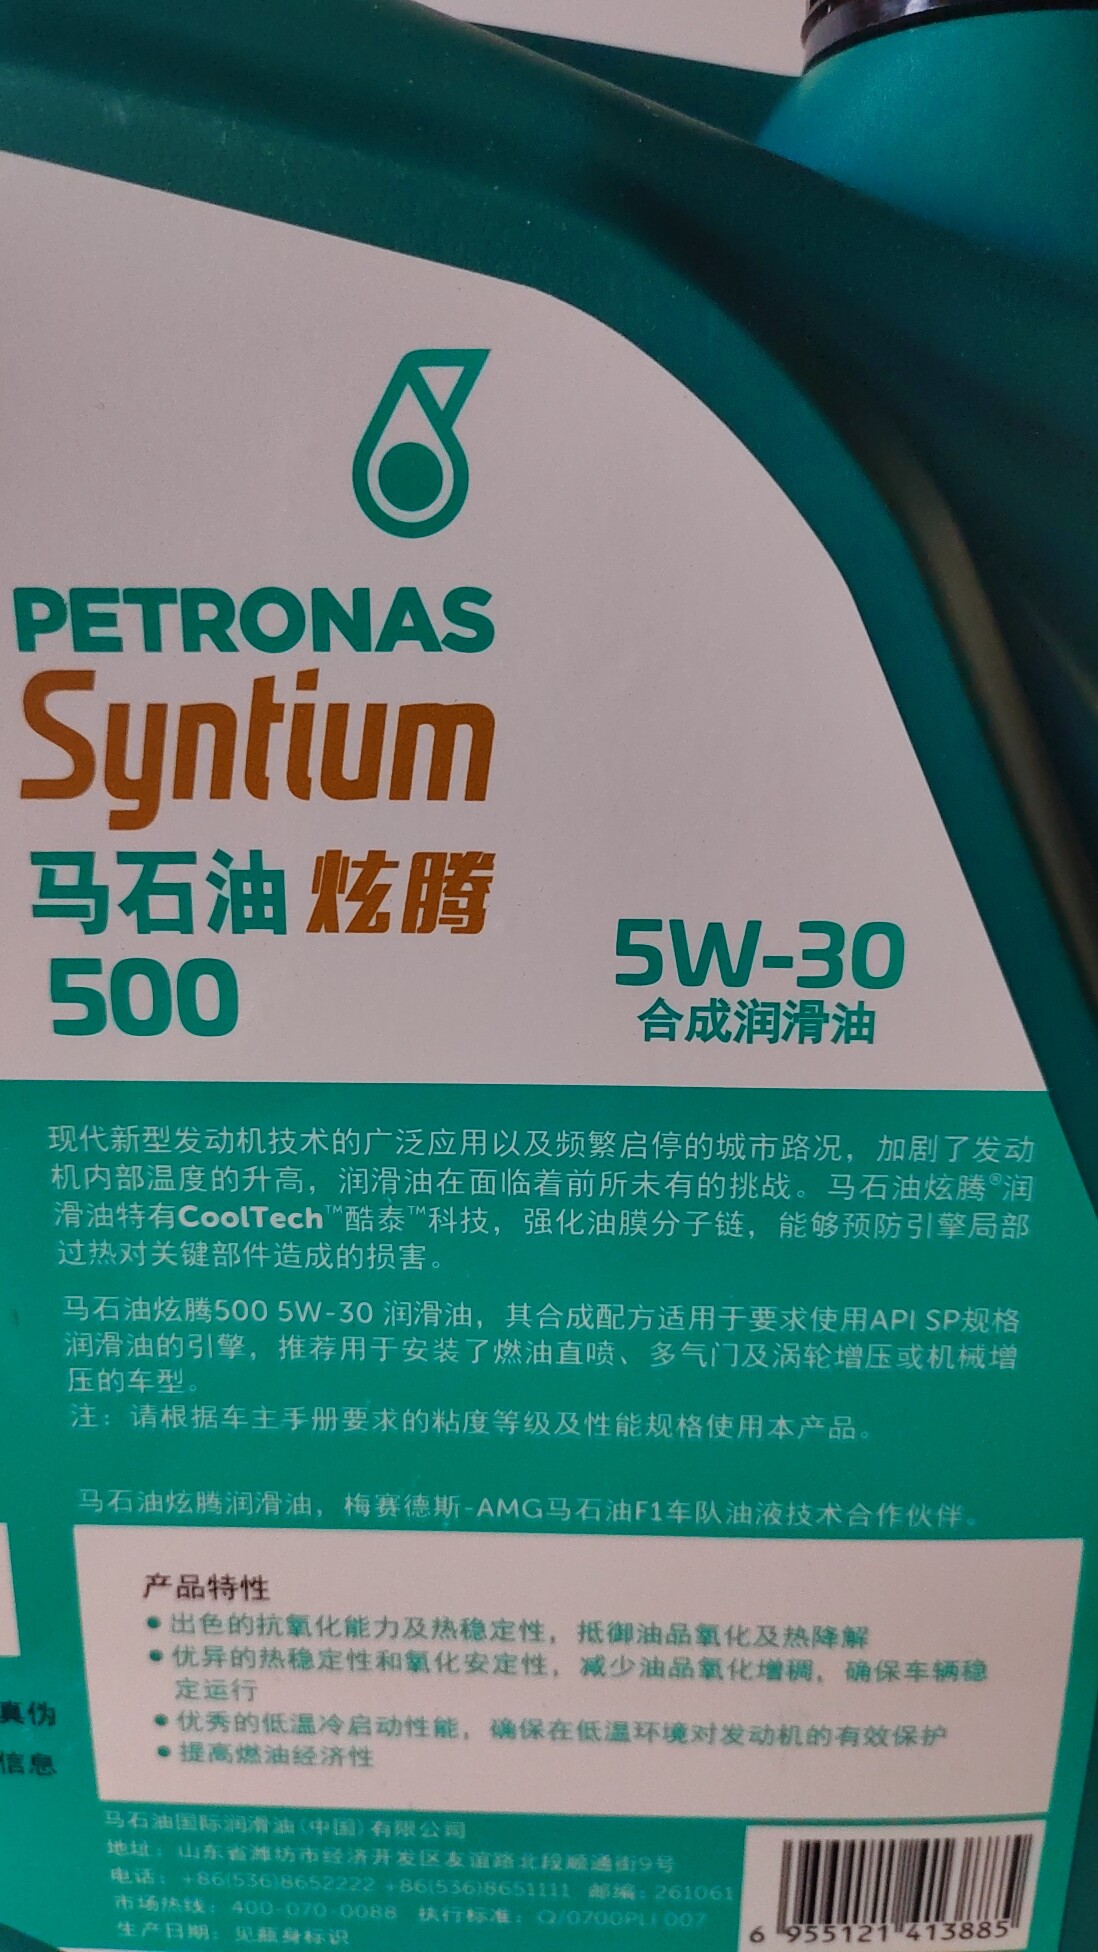 PETRONAS
Syntium
马石油 炫腾
500
5W-30
合成润滑油
现代新型发动机技术的广泛应用以及频繁启停的城市路况，加剧了发动
机内部温度的升高，润滑油在面临着前所未有的挑战。马石油炫腾®润
滑油特有CoolTech™酷泰™科技，强化油膜分子链，能够预防引擎局部
过热对关键部件造成的损害。
马石油炫腾500 5W-30 润滑油，其合成配方适用于要求使用API SP规格
润滑油的引擎，推荐用于安装了燃油直喷、多气门及涡轮增压或机械增
压的车型。
注：请根据车主手册要求的粘度等级及性能规格使用本产品。
马石油炫腾润滑油，梅赛德斯-AMG马石油F1车队油液技术合作伙伴。
产品特性
• 出色的抗氧化能力及热稳定性，抵御油品氧化及热降解
• 优异的热稳定性和氧化安定性，减少油品氧化增稠，确保车辆稳
定运行
• 优秀的低温冷启动性能，确保在低温环境对发动机的有效保护
• 提高燃油经济性
真伪
信息
马石油国际润滑油(中国)有限公司
地址：山东省潍坊市经济开发区友谊路北段顺通街9号
电话：+86(536)8652222 +86(536)8651111 邮编：261061
市场热线：400-070-0088 执行标准：Q/0700PLI 007
生产日期：见瓶身标识
6 955121 413885